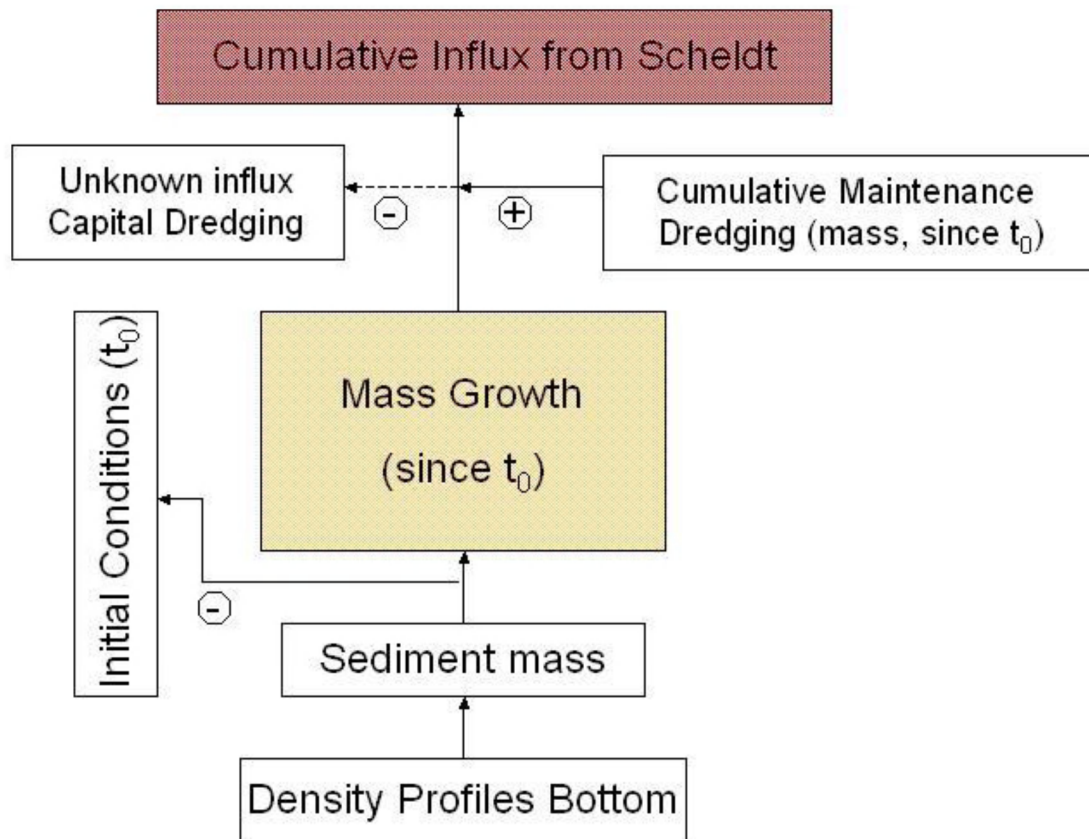 Cumulative Influx from Scheldt
Unknown influx
Capital Dredging
-
+
Cumulative Maintenance
Dredging (mass, since t₀)
Initial Conditions (t₀)
Mass Growth
(since t₀)
-
Sediment mass
Density Profiles Bottom